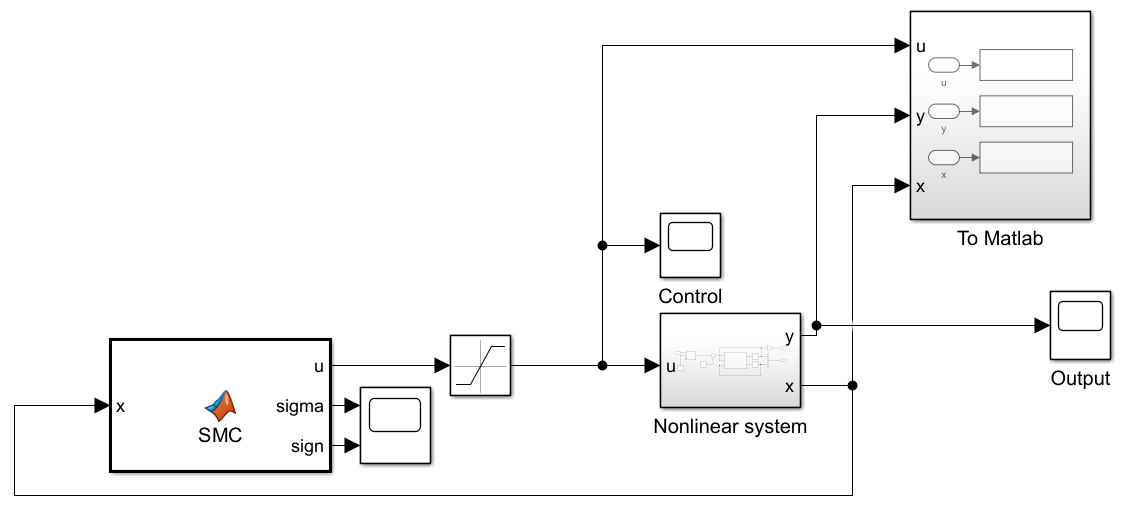 u
u
y
y
x
x
To Matlab
Control
y
u
x
Nonlinear system
Output
u
x
sigma
SMC
sign